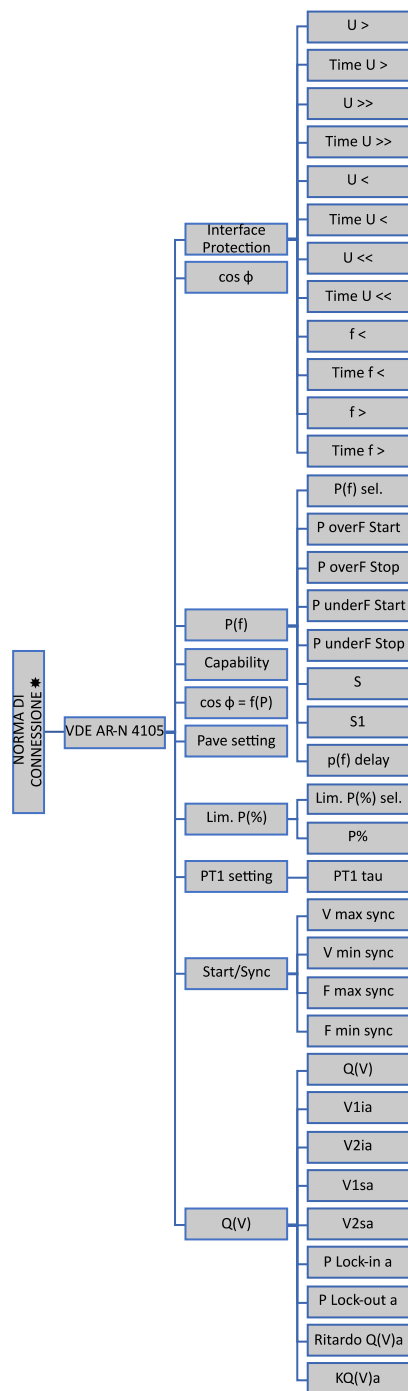 NORMA DI
CONNESSIONE ✸
VDE AR-N 4105
Interface
Protection
U >
Time U >
U >>
Time U >>
U <
Time U <
U <<
Time U <<
f <
Time f <
f >
Time f >
cos ϕ
P(f)
P(f) sel.
P overF Start
P overF Stop
P underF Start
P underF Stop
S
S1
p(f) delay
Capability
cos ϕ = f(P)
Pave setting
Lim. P(%)
Lim. P(%) sel.
P%
PT1 setting
PT1 tau
Start/Sync
V max sync
V min sync
F max sync
F min sync
Q(V)
Q(V)
V1ia
V2ia
V1sa
V2sa
P Lock-in a
P Lock-out a
Ritardo Q(V)a
KQ(V)a